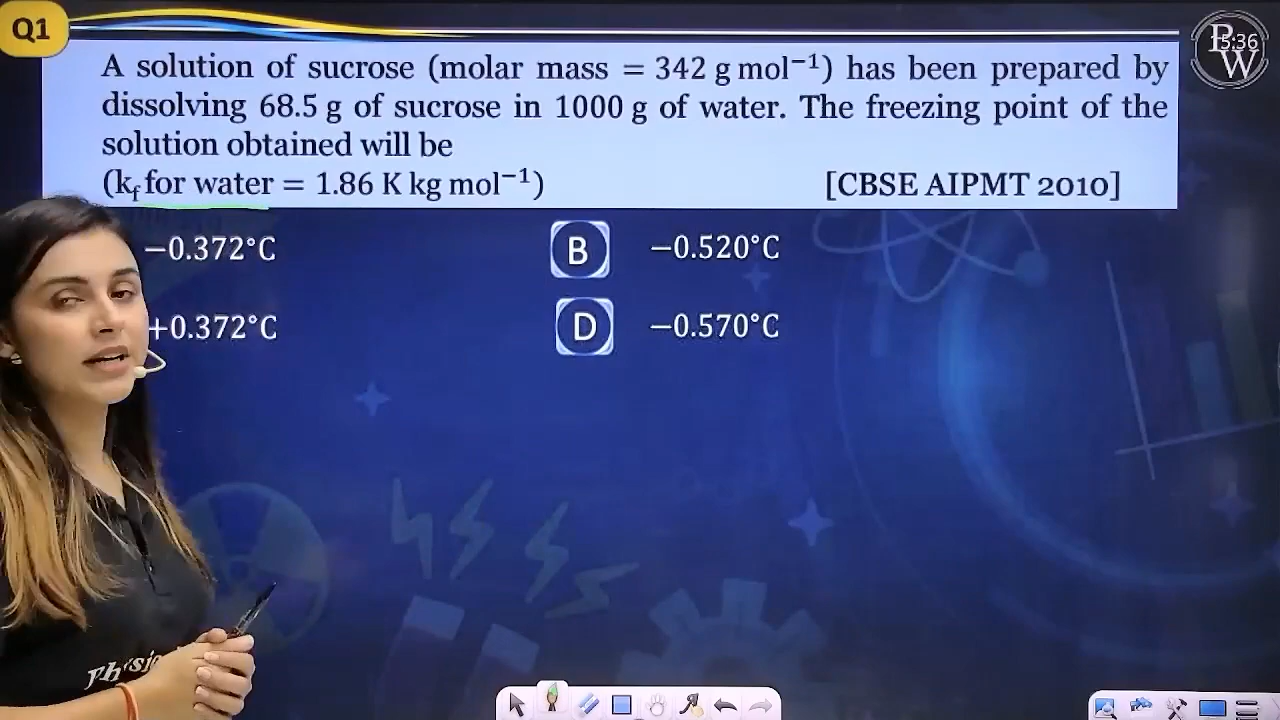 Q1
A solution of sucrose (molar mass = 342 g mol⁻¹) has been prepared by
dissolving 68.5 g of sucrose in 1000 g of water. The freezing point of the
solution obtained will be
(k_f for water = 1.86 K kg mol⁻¹) [CBSE AIPMT 2010]
−0.372°C
B −0.520°C
+0.372°C
D −0.570°C
P W
5:36